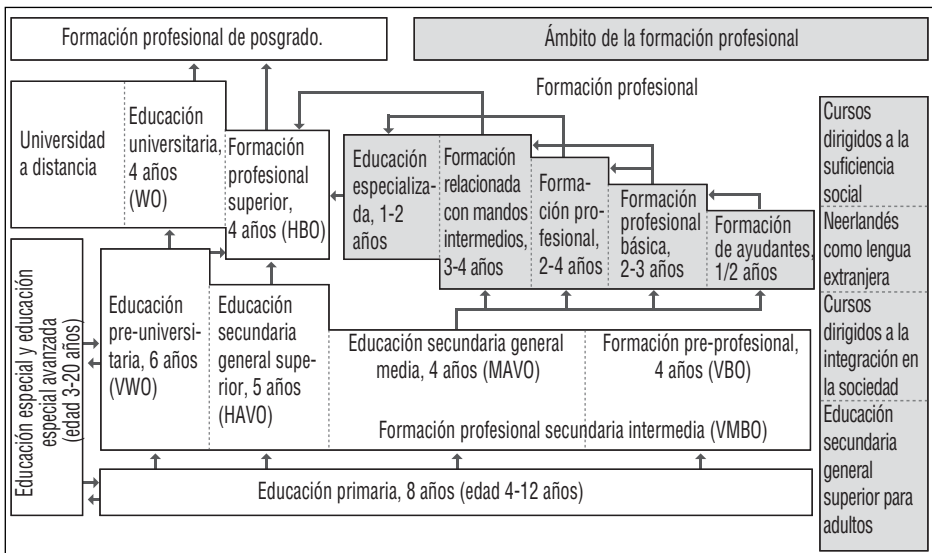 Formación profesional de posgrado.
Ámbito de la formación profesional
Formación profesional
Universidad
a distancia
Educación
universitaria,
4 años
(WO)
Formación
profesional
superior,
4 años (HBO)
Educación
especializa-
da, 1-2
años
Formación
relacionada
con mandos
intermedios,
3-4 años
Forma-
ción profe-
sional,
2-4 años
Formación
profesional
básica,
2-3 años
Formación
de ayudantes,
1/2 años
Cursos
dirigidos a la
suficiencia
social
Neerlandés
como lengua
extranjera
Cursos
dirigidos a la
integración en
la sociedad
Educación
secundaria
general
superior para
adultos
Educación especial y educación
especial avanzada
(edad 3-20 años)
Educación
pre-universi-
taria, 6 años
(VWO)
Educación
secundaria
general supe-
rior, 5 años
(HAVO)
Educación secundaria general
media, 4 años (MAVO)
Formación pre-profesional,
4 años (VBO)
Formación profesional secundaria intermedia (VMBO)
Educación primaria, 8 años (edad 4-12 años)